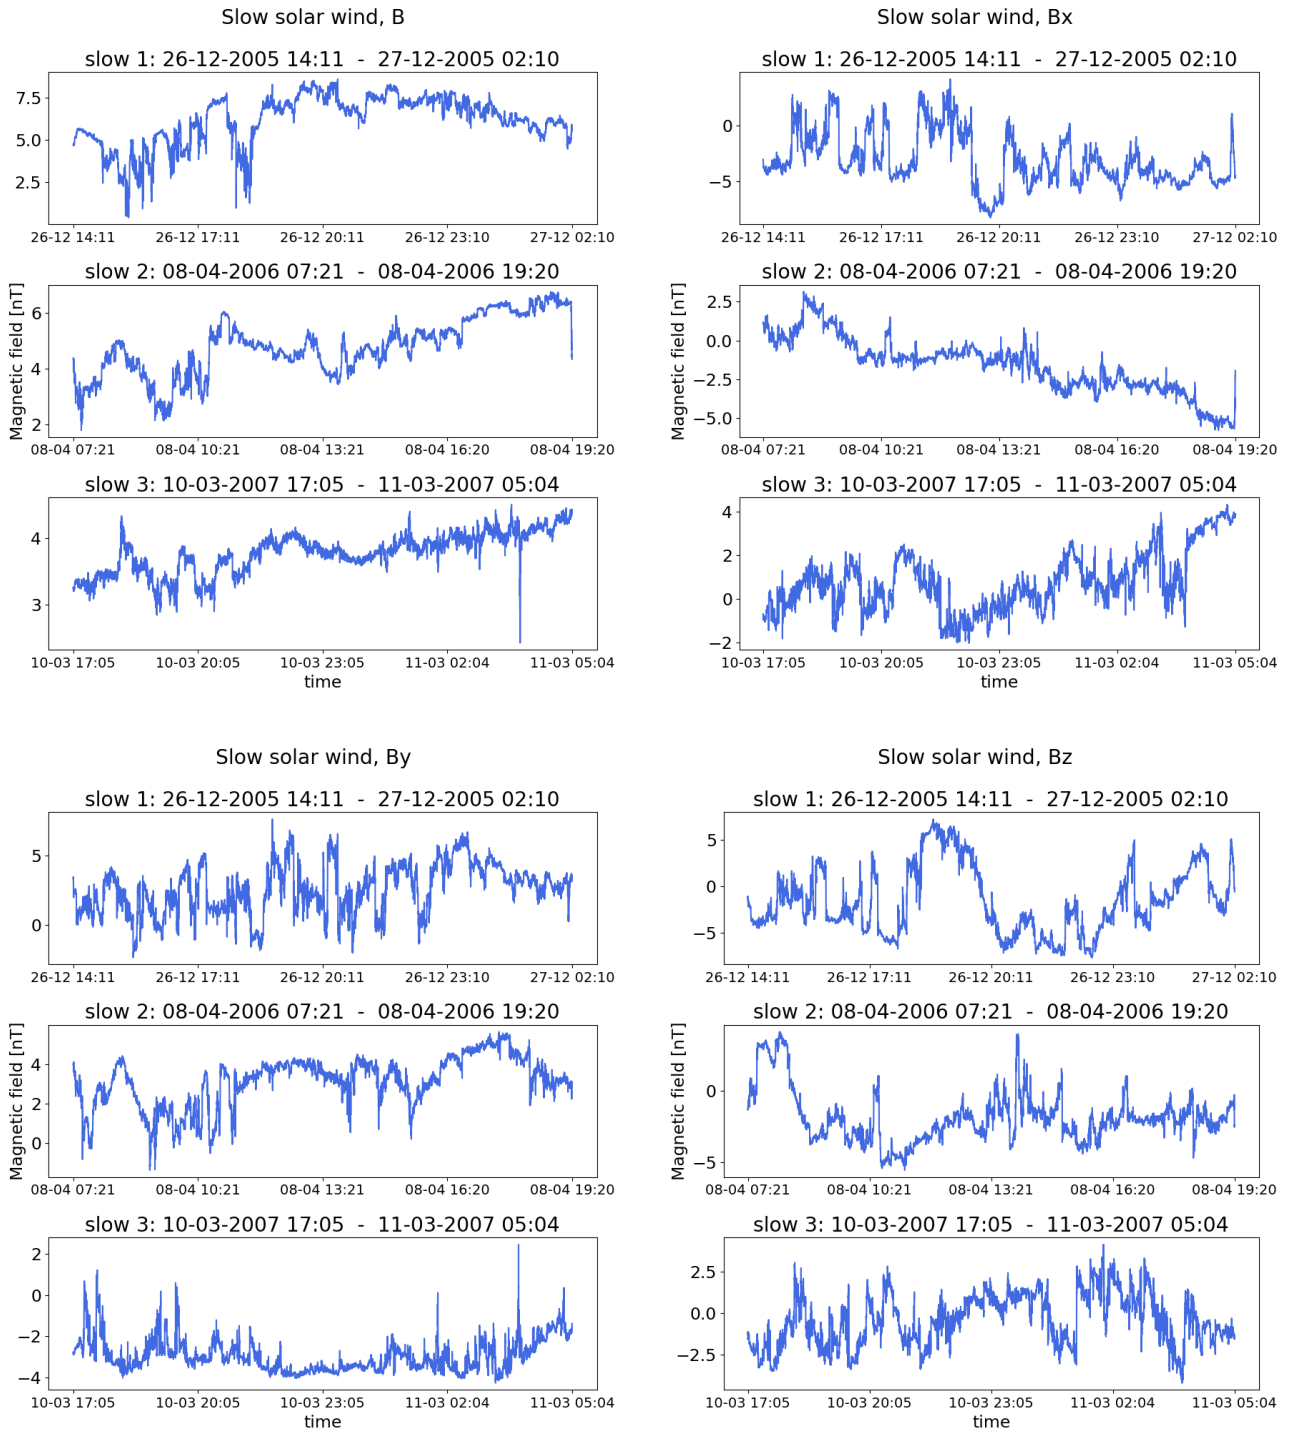 Slow solar wind, B
slow 1: 26-12-2005 14:11 - 27-12-2005 02:10
7.5
5.0
2.5
26-12 14:11 26-12 17:11 26-12 20:11 26-12 23:10 27-12 02:10
slow 2: 08-04-2006 07:21 - 08-04-2006 19:20
Magnetic field [nT]
6
4
2
08-04 07:21 08-04 10:21 08-04 13:21 08-04 16:20 08-04 19:20
slow 3: 10-03-2007 17:05 - 11-03-2007 05:04
4
3
10-03 17:05 10-03 20:05 10-03 23:05 11-03 02:04 11-03 05:04
time
Slow solar wind, Bx
slow 1: 26-12-2005 14:11 - 27-12-2005 02:10
0
−5
26-12 14:11 26-12 17:11 26-12 20:11 26-12 23:10 27-12 02:10
slow 2: 08-04-2006 07:21 - 08-04-2006 19:20
Magnetic field [nT]
2.5
0.0
−2.5
−5.0
08-04 07:21 08-04 10:21 08-04 13:21 08-04 16:20 08-04 19:20
slow 3: 10-03-2007 17:05 - 11-03-2007 05:04
4
2
0
−2
10-03 17:05 10-03 20:05 10-03 23:05 11-03 02:04 11-03 05:04
time
Slow solar wind, By
slow 1: 26-12-2005 14:11 - 27-12-2005 02:10
5
0
26-12 14:11 26-12 17:11 26-12 20:11 26-12 23:10 27-12 02:10
slow 2: 08-04-2006 07:21 - 08-04-2006 19:20
Magnetic field [nT]
4
2
0
08-04 07:21 08-04 10:21 08-04 13:21 08-04 16:20 08-04 19:20
slow 3: 10-03-2007 17:05 - 11-03-2007 05:04
2
0
−2
−4
10-03 17:05 10-03 20:05 10-03 23:05 11-03 02:04 11-03 05:04
time
Slow solar wind, Bz
slow 1: 26-12-2005 14:11 - 27-12-2005 02:10
5
0
−5
26-12 14:11 26-12 17:11 26-12 20:11 26-12 23:10 27-12 02:10
slow 2: 08-04-2006 07:21 - 08-04-2006 19:20
Magnetic field [nT]
0
−5
08-04 07:21 08-04 10:21 08-04 13:21 08-04 16:20 08-04 19:20
slow 3: 10-03-2007 17:05 - 11-03-2007 05:04
2.5
0.0
−2.5
10-03 17:05 10-03 20:05 10-03 23:05 11-03 02:04 11-03 05:04
time